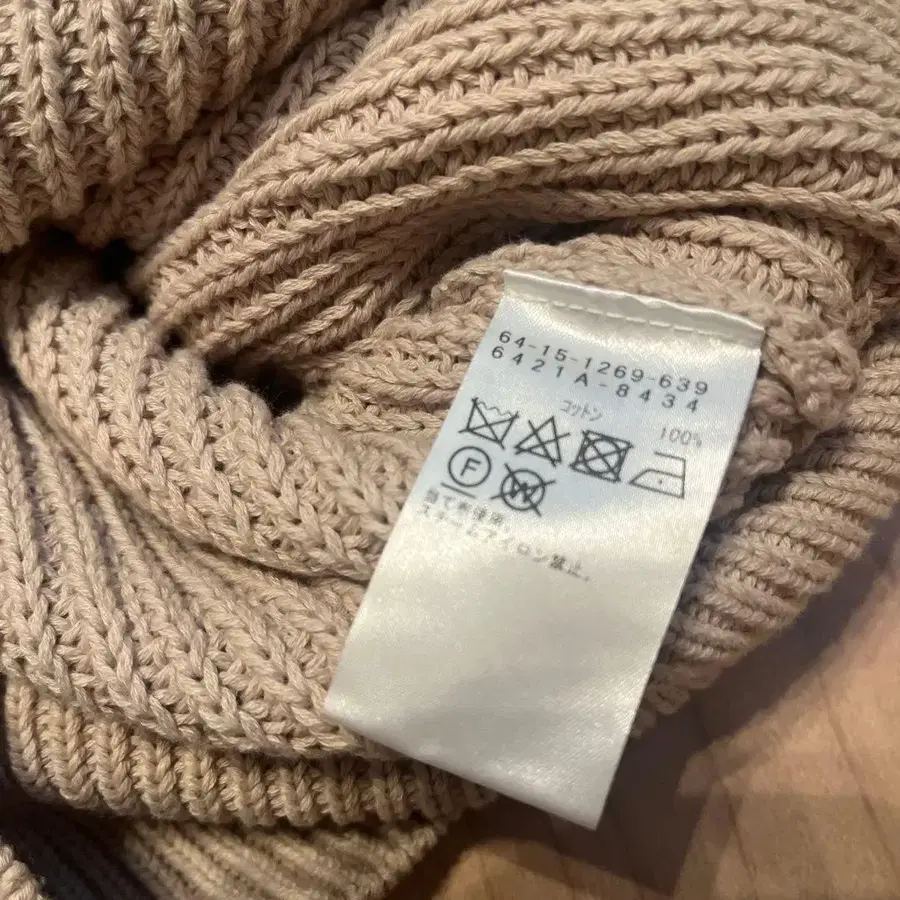 64-15-1269-639
6421A-8434
コットン 100%
F
W
当て布使用。
スチームアイロン禁止。